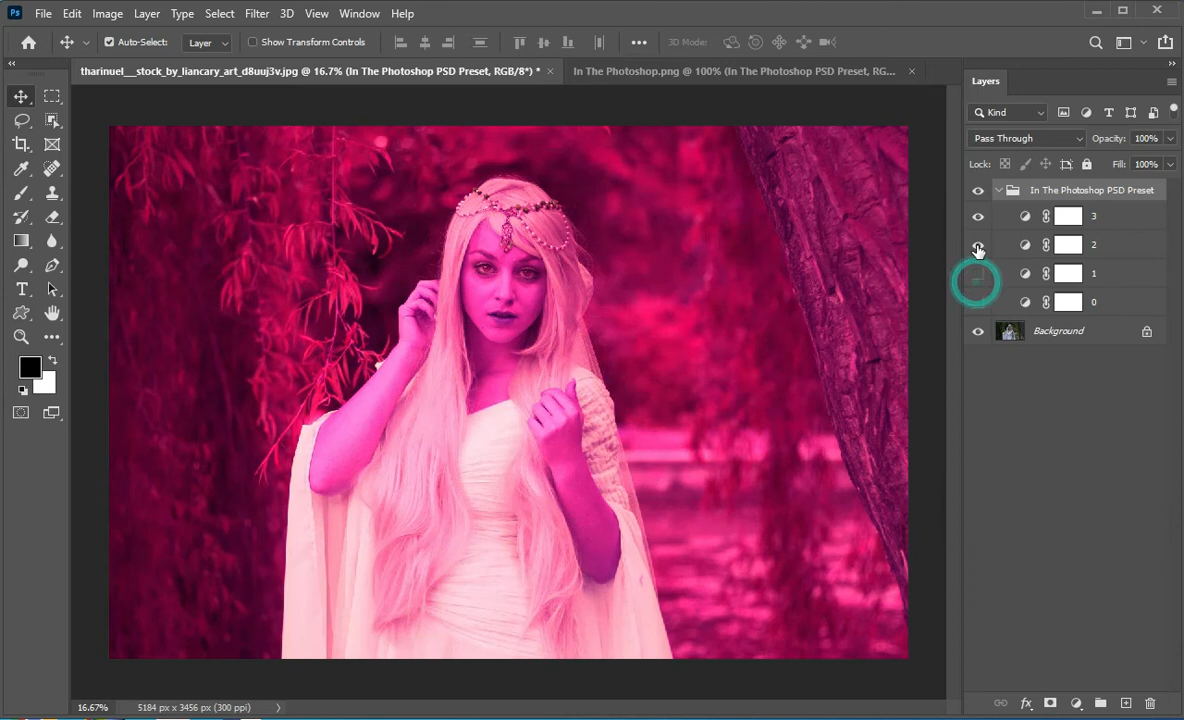 Ps File Edit Image Layer Type Select Filter 3D View Window Help
Auto-Select: Layer Show Transform Controls 3D Mode:
tharinuel__stock_by_liancary_art_d8uuj3v.jpg @ 16.7% (In The Photoshop PSD Preset, RGB/8*) * In The Photoshop.png @ 100% (In The Photoshop PSD Preset, RG...
Layers
Kind
Pass Through Opacity: 100%
Lock: Fill: 100%
In The Photoshop PSD Preset
3
2
1
0
Background
16.67% 5184 px x 3456 px (300 ppi)